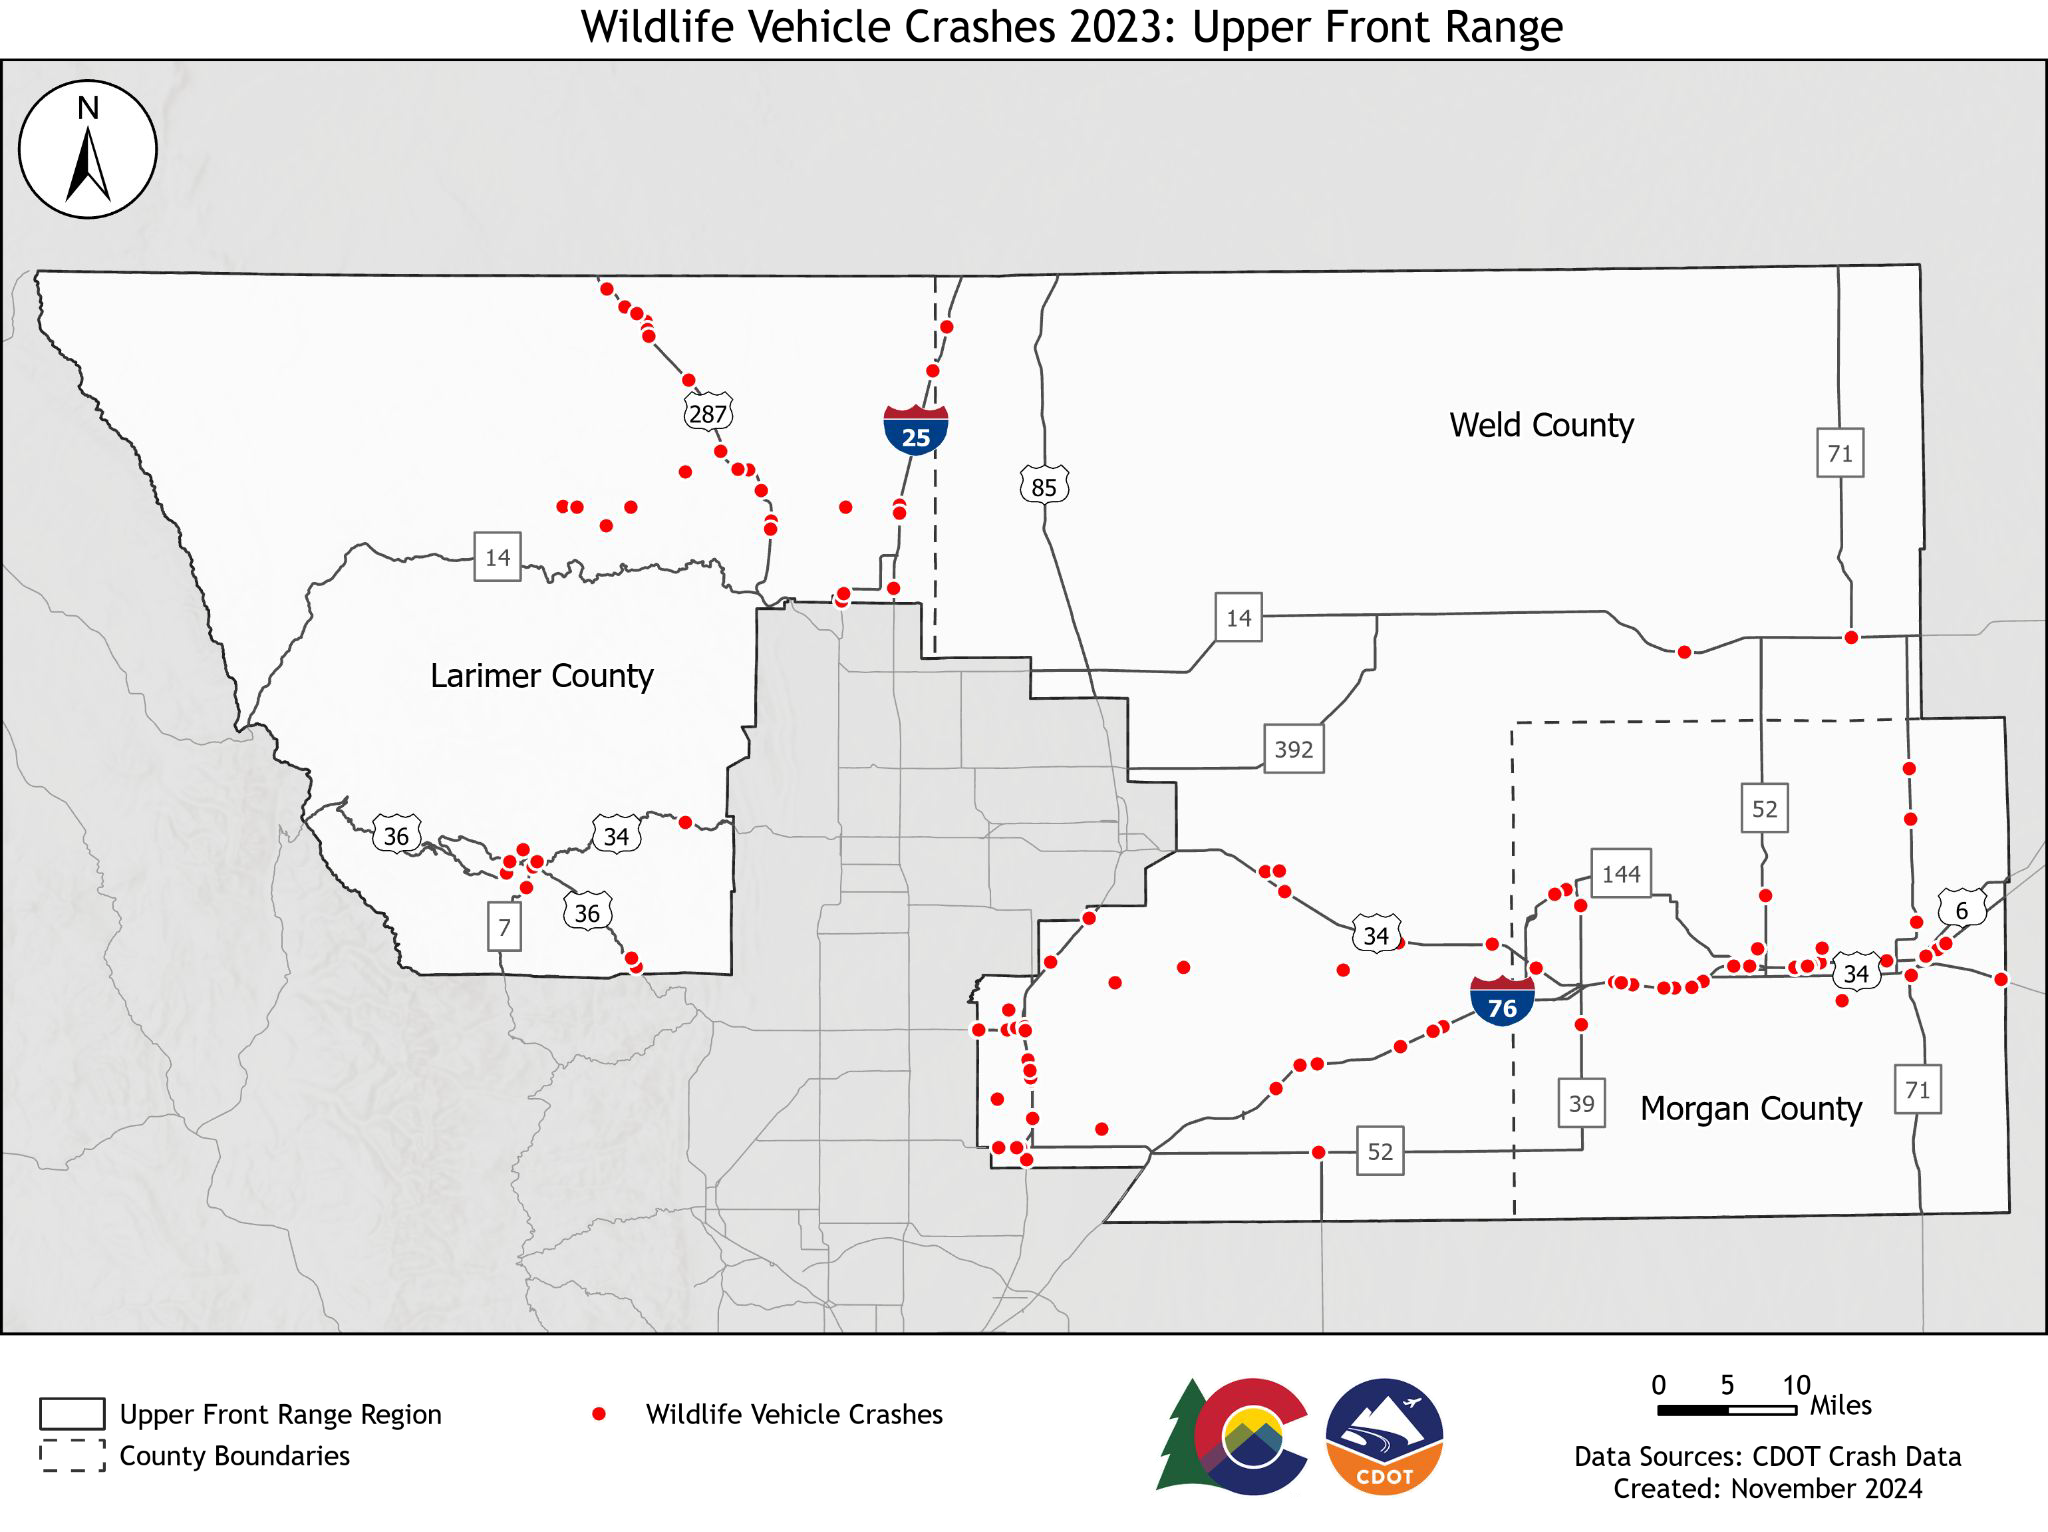 Wildlife Vehicle Crashes 2023: Upper Front Range
N
287
25
85
Weld County
71
14
14
Larimer County
392
52
36
34
144
7
36
34
6
34
76
39
Morgan County
71
52
Upper Front Range Region
Wildlife Vehicle Crashes
County Boundaries
CDOT
0 5 10
Miles
Data Sources: CDOT Crash Data
Created: November 2024